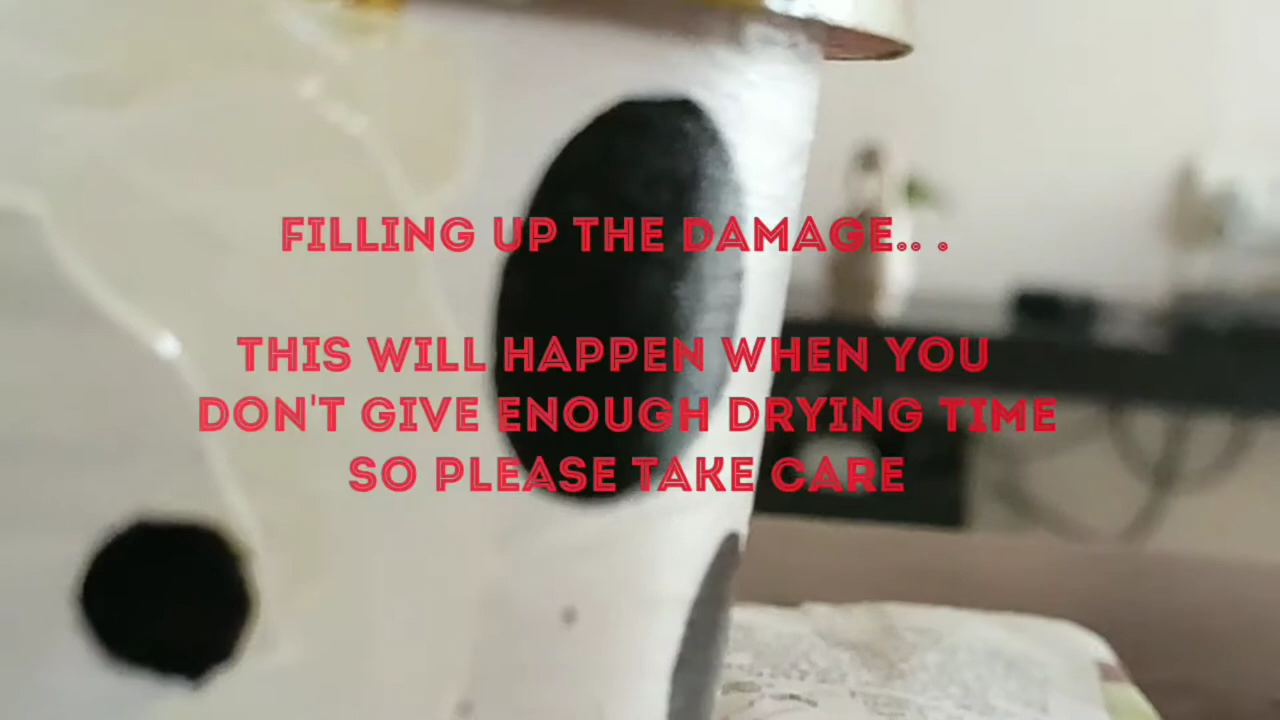 FILLING UP THE DAMAGE.. .
THIS WILL HAPPEN WHEN YOU
DON'T GIVE ENOUGH DRYING TIME
SO PLEASE TAKE CARE